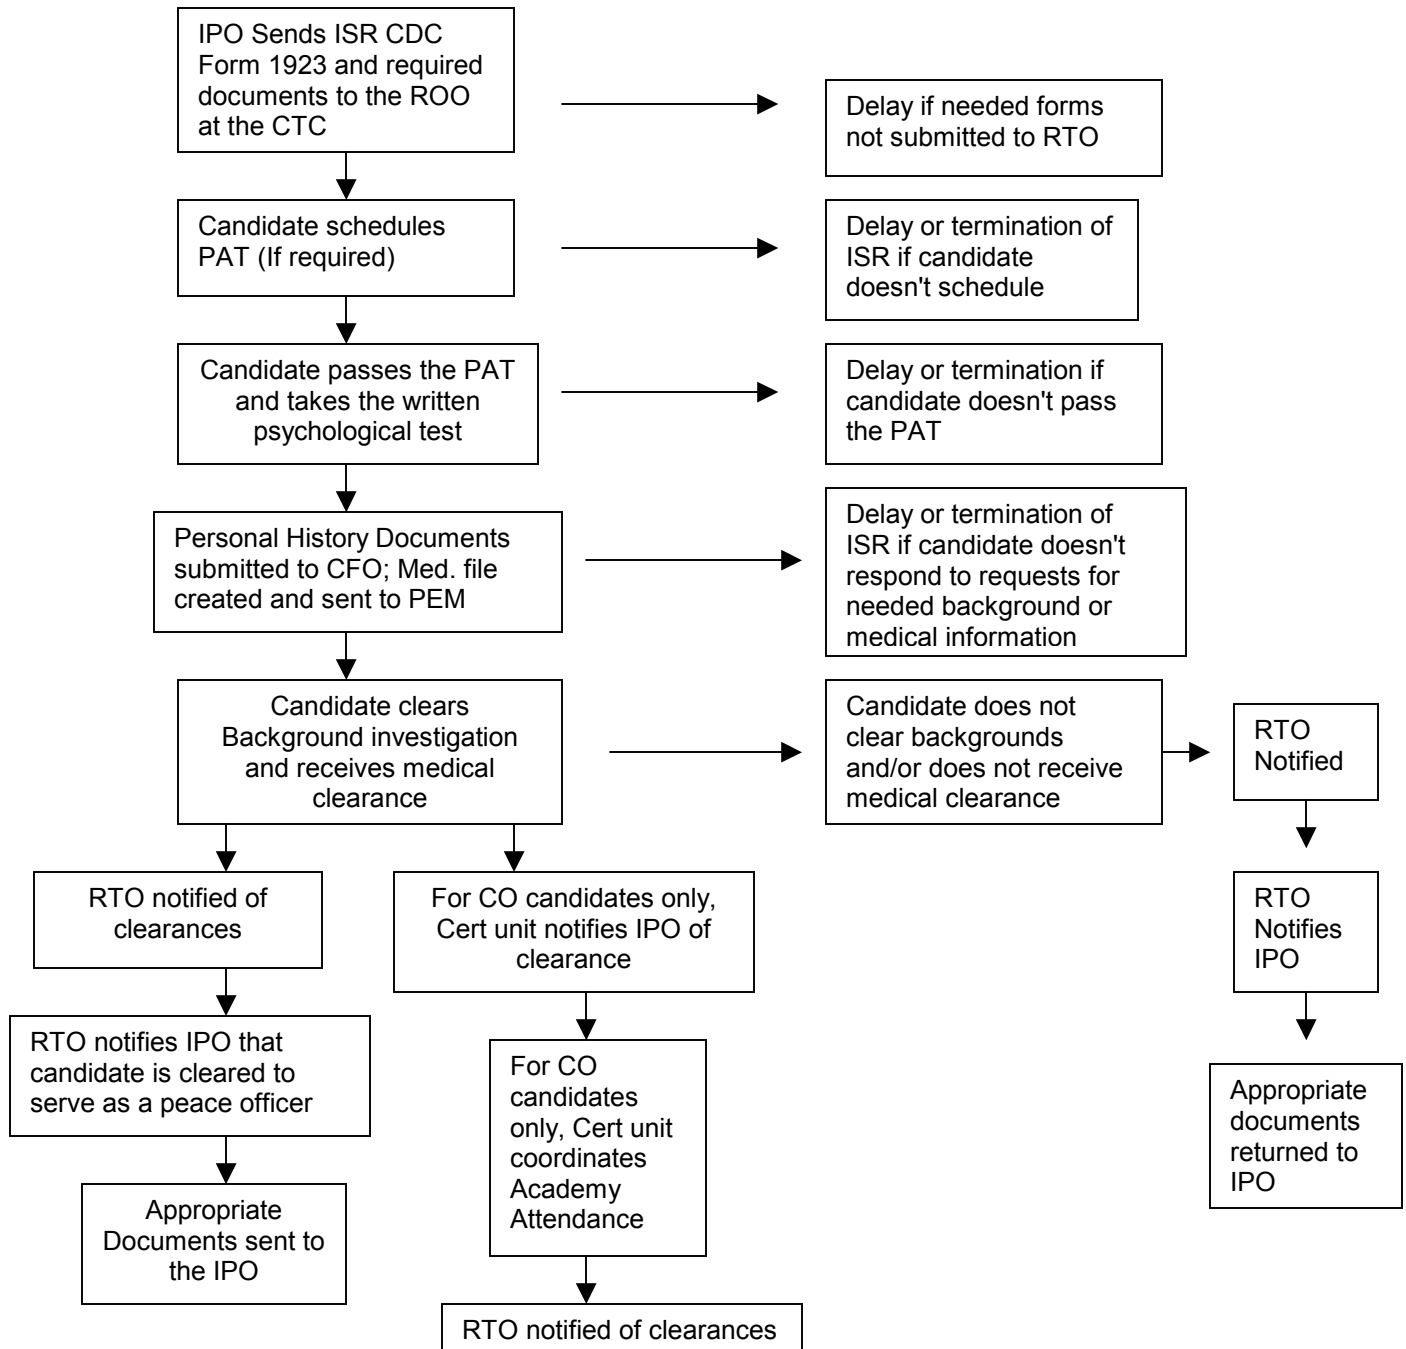 IPO Sends ISR CDC
Form 1923 and required
documents to the ROO
at the CTC
Delay if needed forms
not submitted to RTO
Candidate schedules
PAT (If required)
Delay or termination of
ISR if candidate
doesn't schedule
Candidate passes the PAT
and takes the written
psychological test
Delay or termination if
candidate doesn't pass
the PAT
Personal History Documents
submitted to CFO; Med. file
created and sent to PEM
Delay or termination of
ISR if candidate doesn't
respond to requests for
needed background or
medical information
Candidate clears
Background investigation
and receives medical
clearance
Candidate does not
clear backgrounds
and/or does not receive
medical clearance
RTO
Notified
RTO notified of
clearances
For CO candidates only,
Cert unit notifies IPO of
clearance
RTO
Notifies
IPO
RTO notifies IPO that
candidate is cleared to
serve as a peace officer
For CO
candidates
only, Cert unit
coordinates
Academy
Attendance
Appropriate
documents
returned to
IPO
Appropriate
Documents sent to
the IPO
RTO notified of clearances